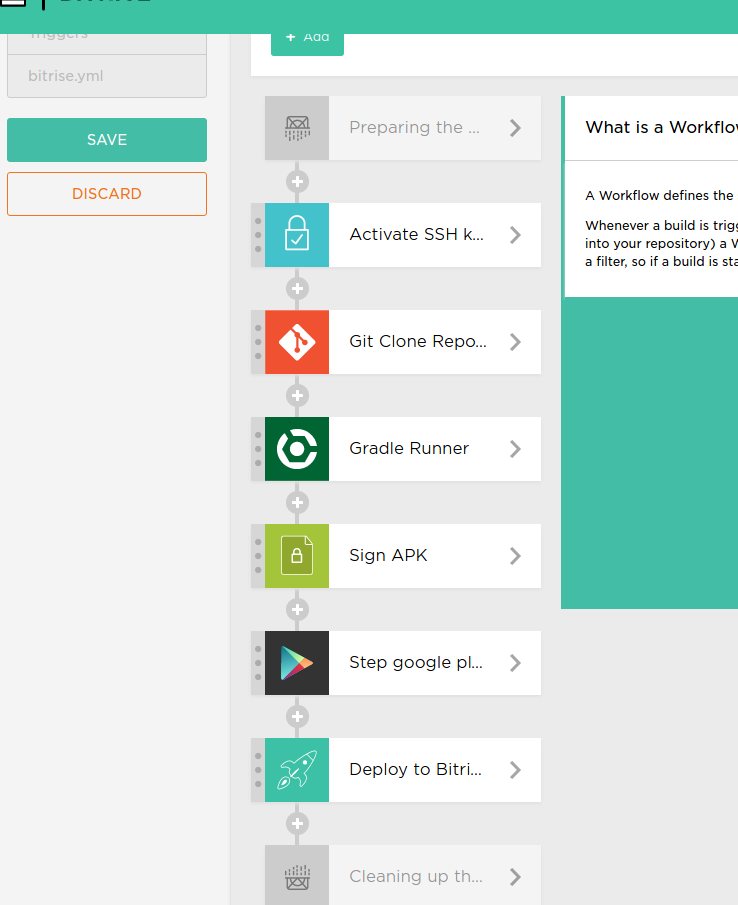 Triggers
bitrise.yml
SAVE
DISCARD
+ Add
Preparing the ...
Activate SSH k...
Git Clone Repo...
Gradle Runner
Sign APK
Step google pl...
Deploy to Bitri...
Cleaning up th...
What is a Workflow
A Workflow defines the
Whenever a build is trigg
into your repository) a W
a filter, so if a build is sta